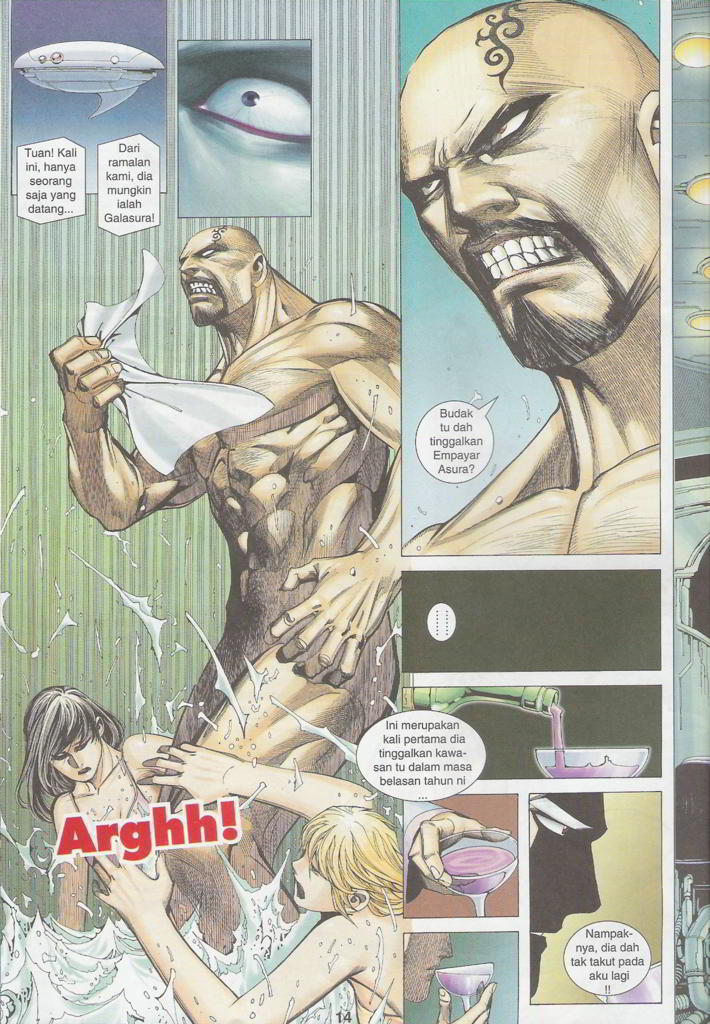 Tuan! Kali
ini, hanya
seorang
saja yang
datang...
Dari
ramalan
kami, dia
mungkin
ialah
Galasura!
Budak
tu dah
tinggalkan
Empayar
Asura?
Arghh!
Ini merupakan
kali pertama dia
tinggalkan kawa-
san tu dalam masa
belasan tahun ni
...
Nampak-
nya, dia dah
tak takut pada
aku lagi
!!
14